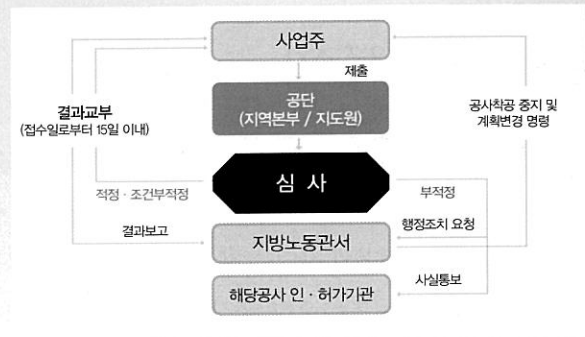 사업주
제출
공단
(지역본부 / 지도원)
결과교부
(접수일로부터 15일 이내)
공사착공 중지 및
계획변경 명령
심 사
적정 · 조건부적정
부적정
결과보고
행정조치 요청
지방노동관서
사실통보
해당공사 인 · 허가기관